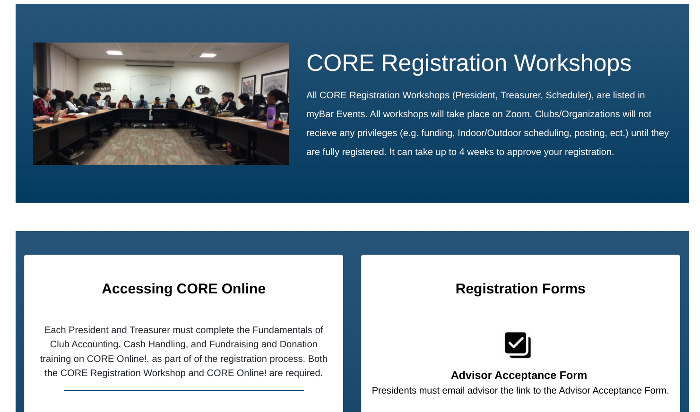 CORE Registration Workshops
All CORE Registration Workshops (President, Treasurer, Scheduler), are listed in
myBar Events. All workshops will take place on Zoom. Clubs/Organizations will not
recieve any privileges (e.g. funding, Indoor/Outdoor scheduling, posting, ect.) until they
are fully registered. It can take up to 4 weeks to approve your registration.
Accessing CORE Online
Each President and Treasurer must complete the Fundamentals of
Club Accounting. Cash Handling, and Fundraising and Donation
training on CORE Online!, as part of of the registration process. Both
the CORE Registration Workshop and CORE Online! are required.
Registration Forms
Advisor Acceptance Form
Presidents must email advisor the link to the Advisor Acceptance Form.